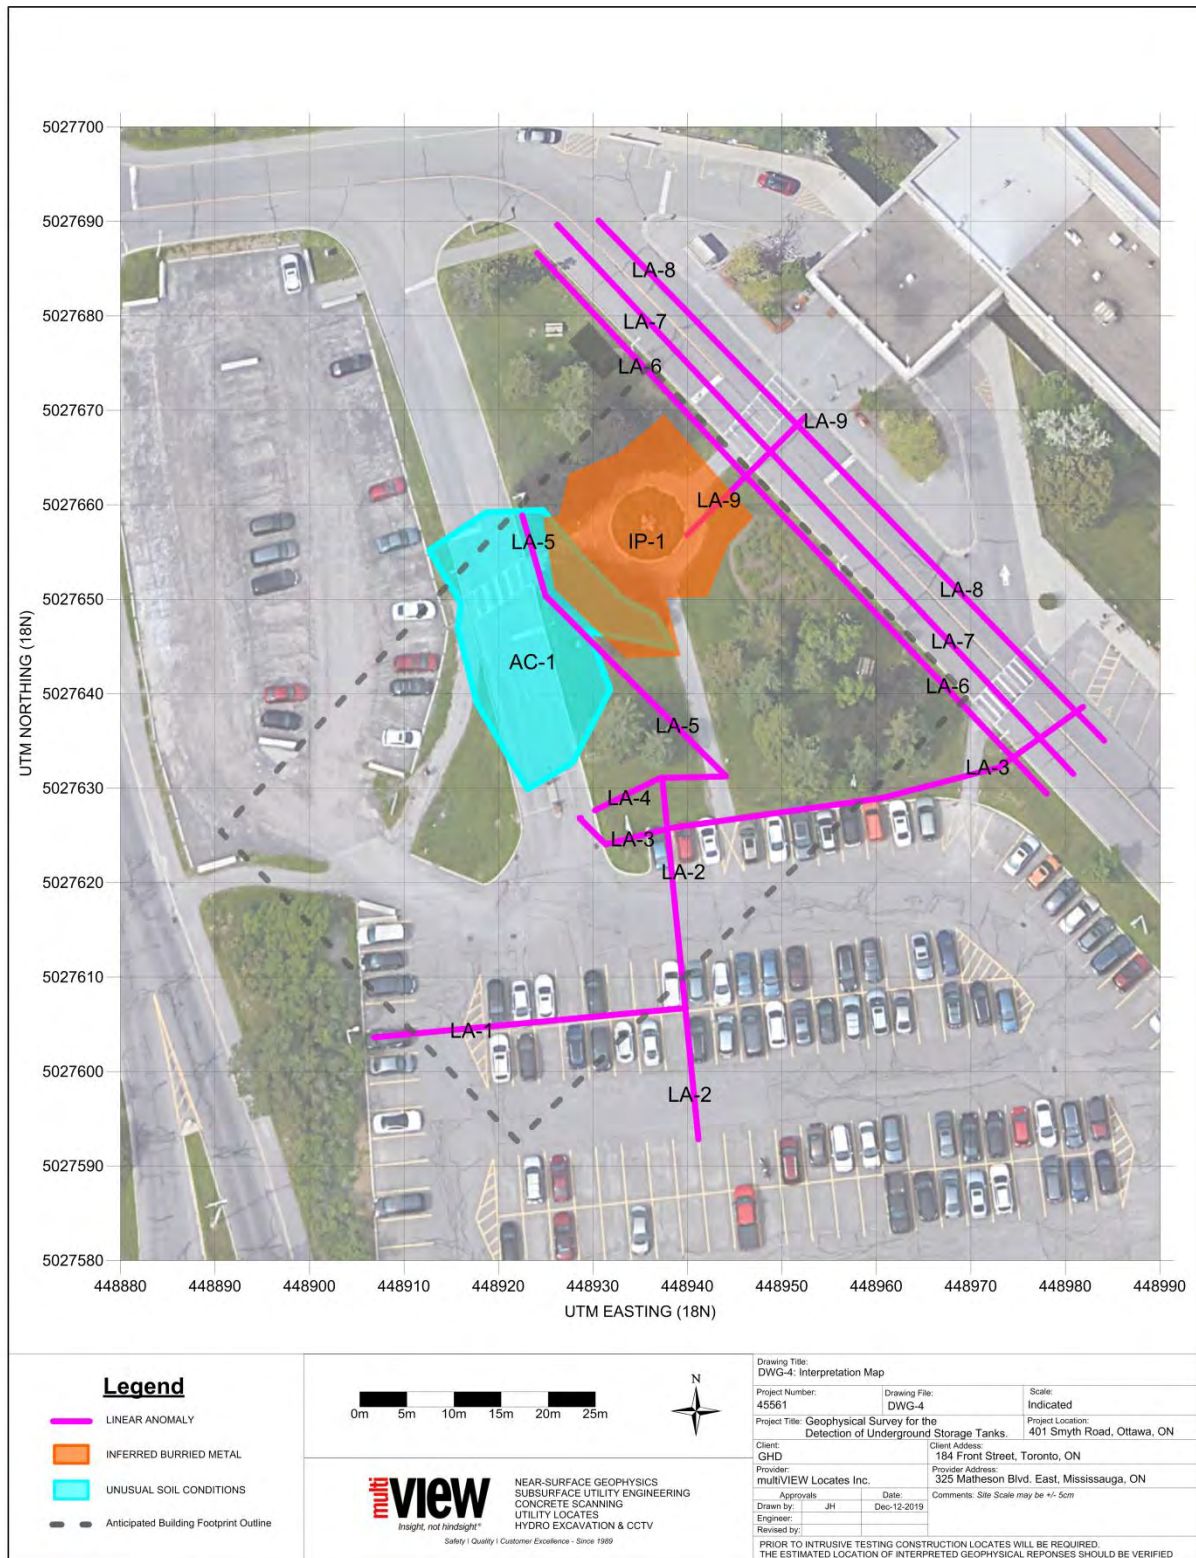 5027700
5027690
5027680
5027670
5027660
5027650
5027640
5027630
5027620
5027610
5027600
5027590
5027580
UTM NORTHING (18N)
LA-8
LA-7
LA-6
LA-9
LA-9
LA-5
IP-1
LA-8
LA-7
AC-1
LA-6
LA-5
LA-3
LA-4
LA-3
LA-2
LA-1
LA-2
448880 448890 448900 448910 448920 448930 448940 448950 448960 448970 448980 448990
UTM EASTING (18N)
Legend
LINEAR ANOMALY
INFERRED BURRIED METAL
UNUSUAL SOIL CONDITIONS
Anticipated Building Footprint Outline
0m 5m 10m 15m 20m 25m
N
multi VIEW
Insight, not hindsight®
NEAR-SURFACE GEOPHYSICS
SUBSURFACE UTILITY ENGINEERING
CONCRETE SCANNING
UTILITY LOCATES
HYDRO EXCAVATION & CCTV
Safety | Quality | Customer Excellence - Since 1989
Drawing Title:
DWG-4: Interpretation Map
Project Number: Drawing File: Scale:
45561 DWG-4 Indicated
Project Title: Geophysical Survey for the Project Location:
Detection of Underground Storage Tanks. 401 Smyth Road, Ottawa, ON
Client: Client Address:
GHD 184 Front Street, Toronto, ON
Provider: Provider Address:
multiVIEW Locates Inc. 325 Matheson Blvd. East, Mississauga, ON
Approvals Date: Comments: Site Scale may be +/- 5cm
Drawn by: JH Dec-12-2019
Engineer:
Revised by:
PRIOR TO INTRUSIVE TESTING CONSTRUCTION LOCATES WILL BE REQUIRED.
THE ESTIMATED LOCATION OF INTERPRETED GEOPHYSICAL REPONSES SHOULD BE VERIFIED